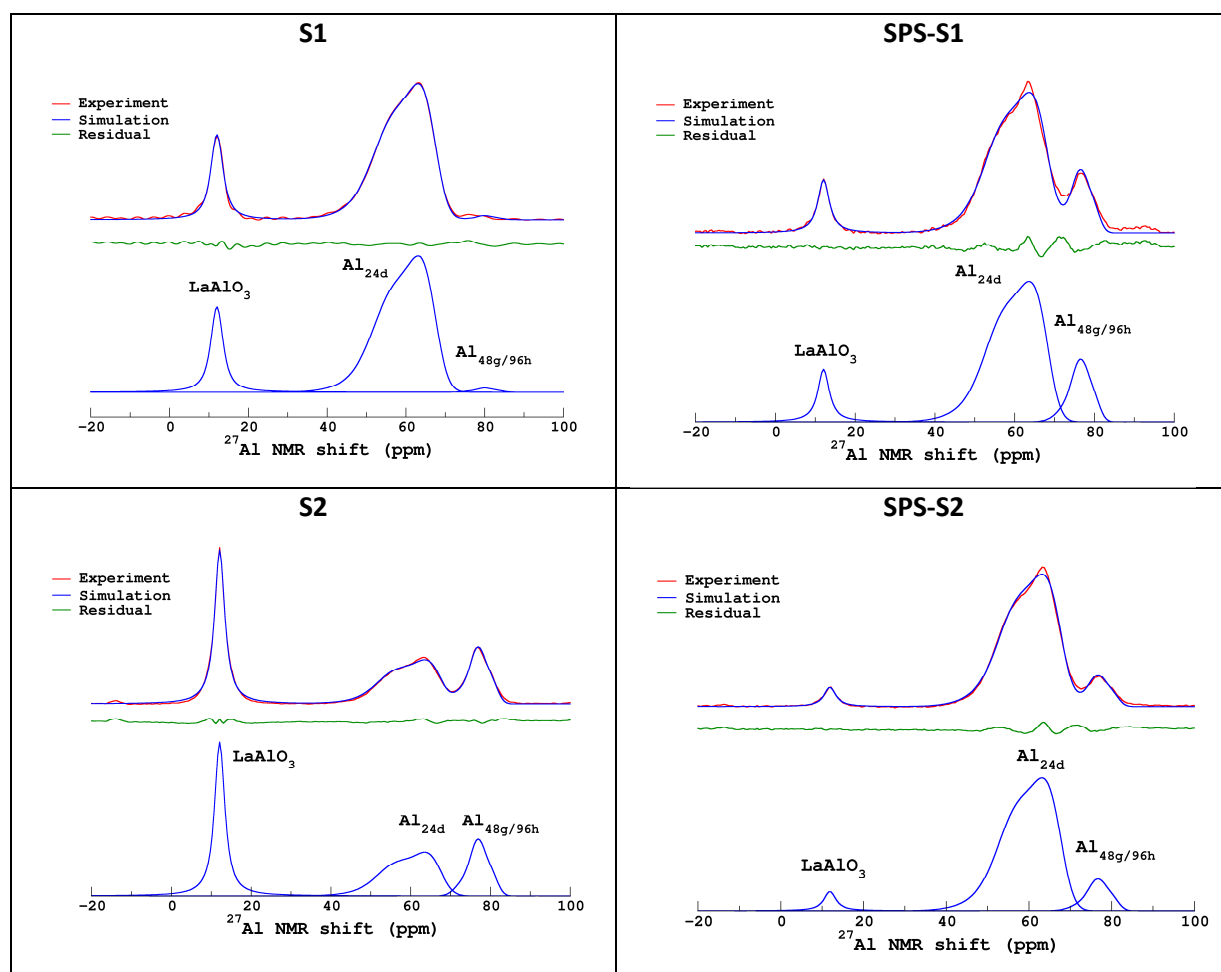 S1
Experiment
Simulation
Residual
Al24d
LaAlO3
Al48g/96h
-20 0 20 40 60 80 100
27Al NMR shift (ppm)
SPS-S1
Experiment
Simulation
Residual
Al24d
Al48g/96h
LaAlO3
-20 0 20 40 60 80 100
27Al NMR shift (ppm)
S2
Experiment
Simulation
Residual
LaAlO3
Al24d Al48g/96h
-20 0 20 40 60 80 100
27Al NMR shift (ppm)
SPS-S2
Experiment
Simulation
Residual
Al24d
Al48g/96h
LaAlO3
-20 0 20 40 60 80 100
27Al NMR shift (ppm)